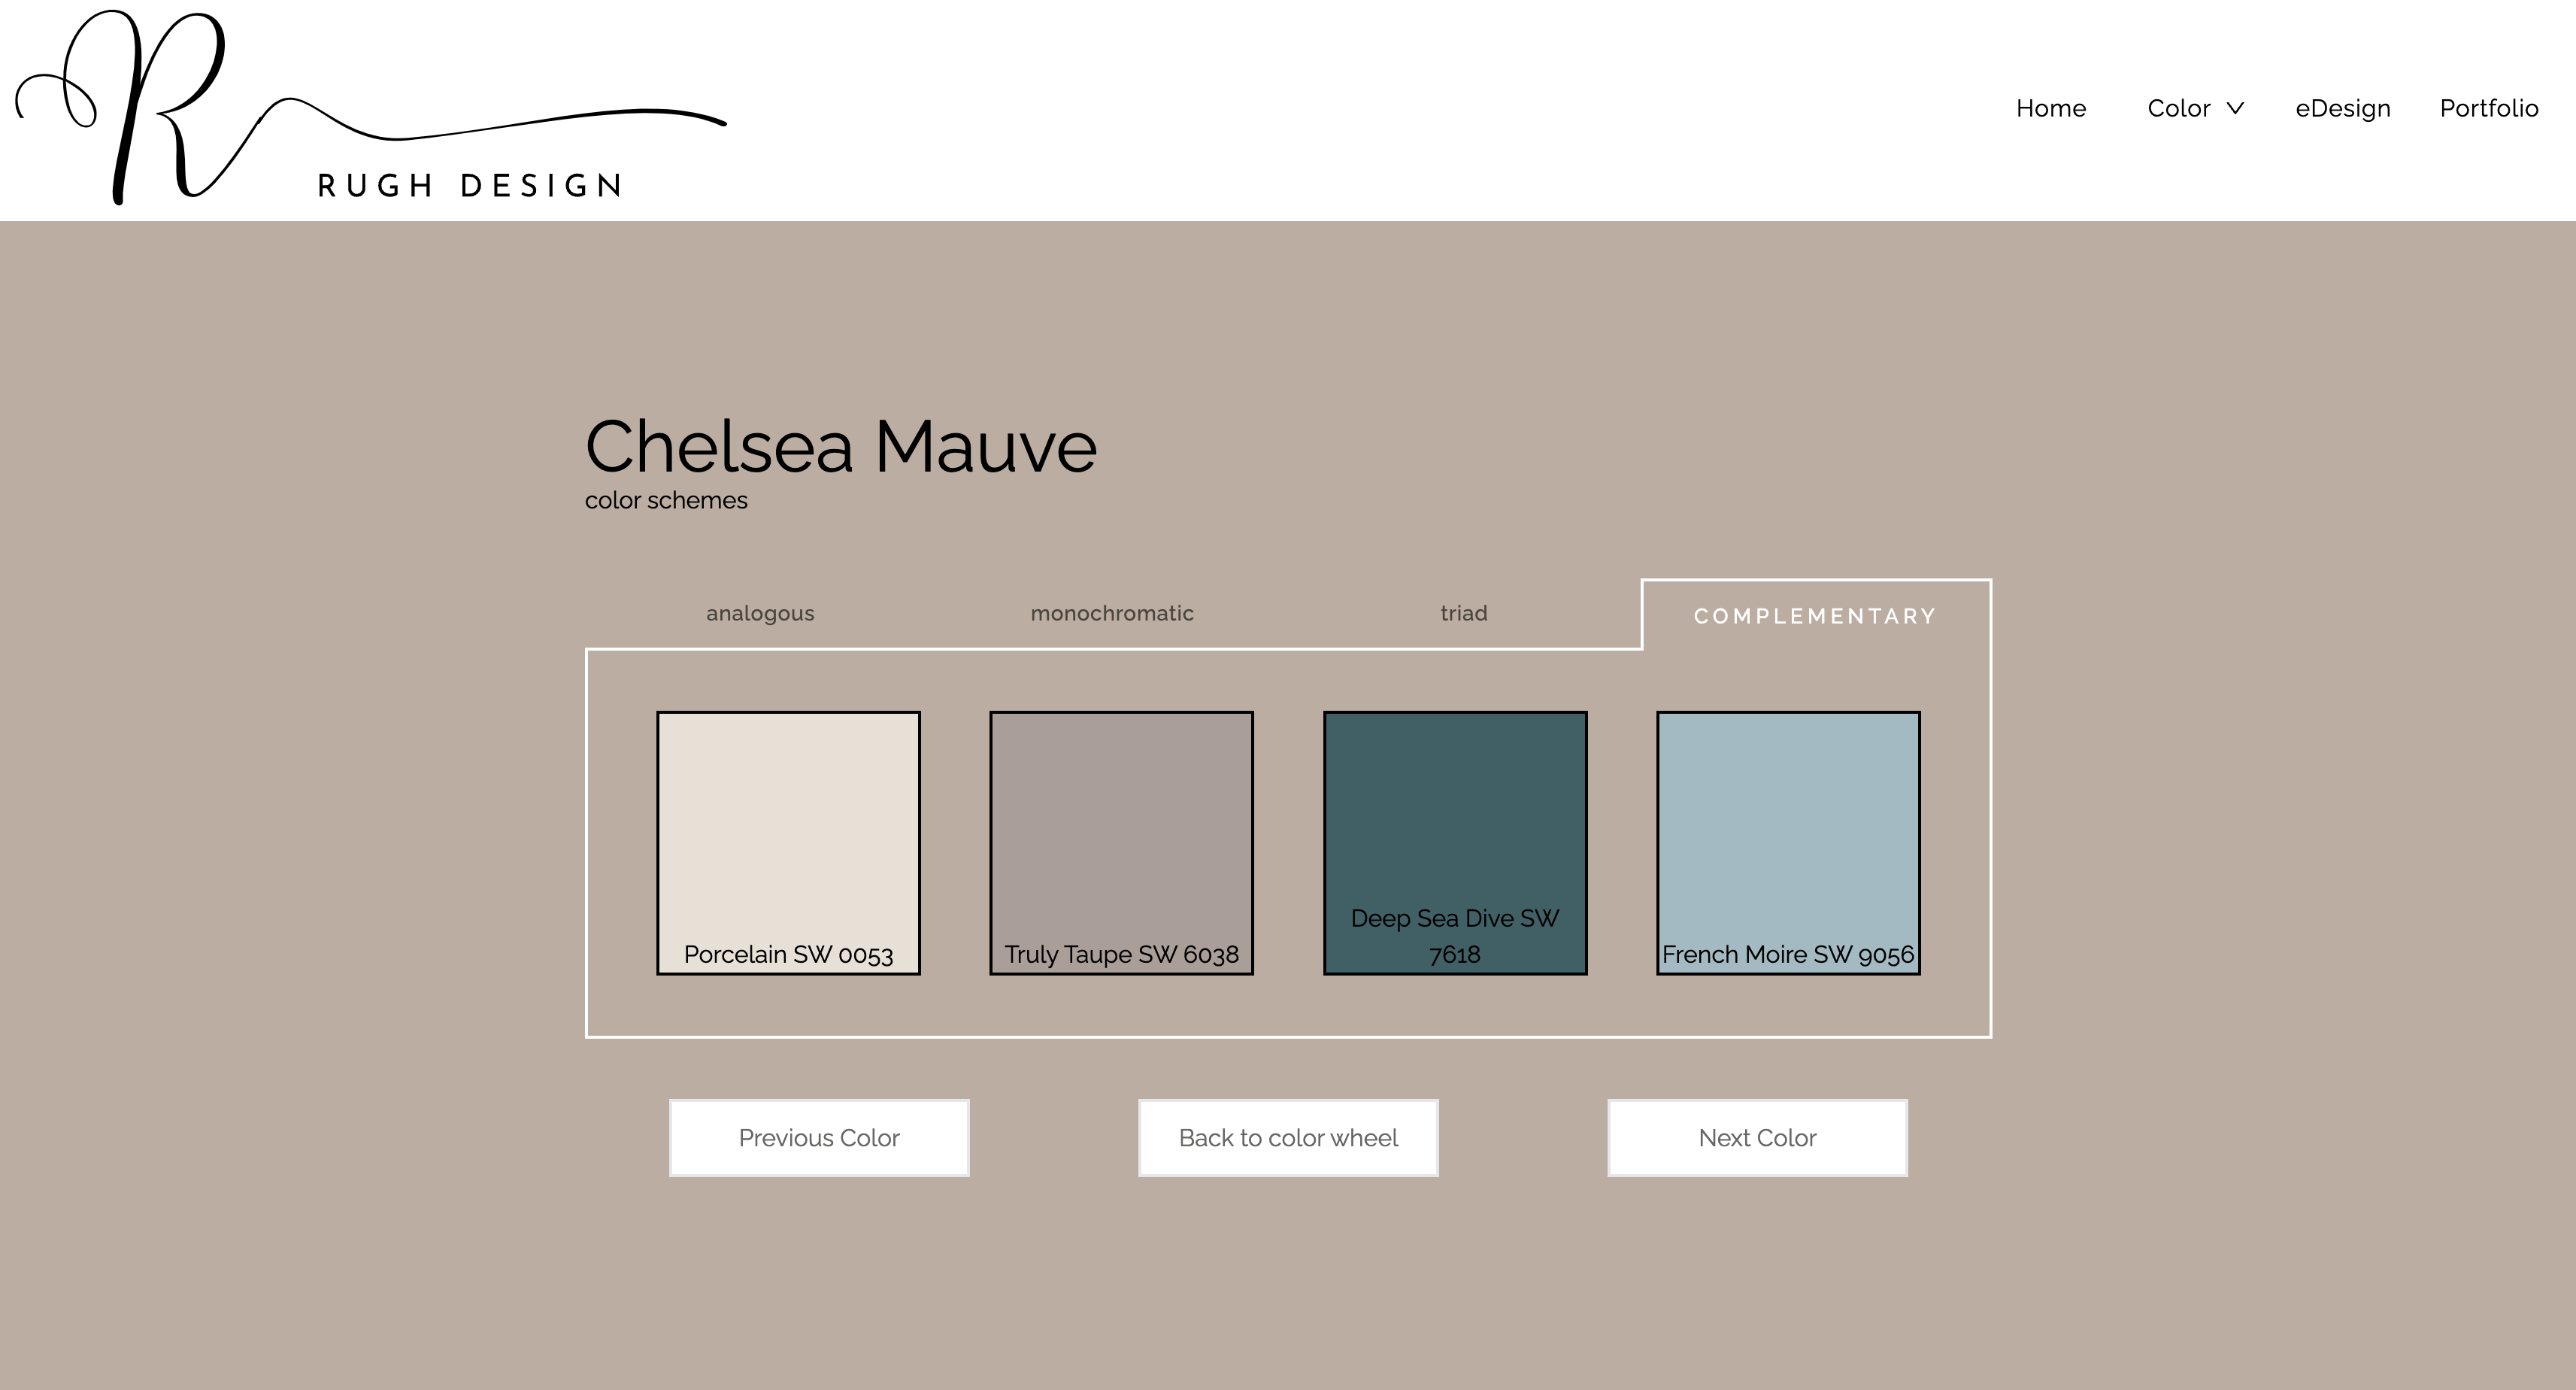 R
RUGH DESIGN
Home Color eDesign Portfolio
Chelsea Mauve
color schemes
analogous monochromatic triad COMPLEMENTARY
Porcelain SW 0053
Truly Taupe SW 6038
Deep Sea Dive SW
7618
French Moire SW 9056
Previous Color Back to color wheel Next Color